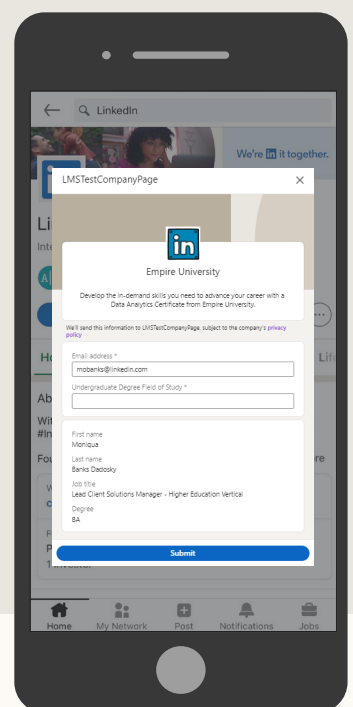 LinkedIn
We're in it together.
LMSTestCompanyPage
in
Empire University
Develop the in-demand skills you need to advance your career with a
Data Analytics Certificate from Empire University.
We'll send this information to LMSTestCompanyPage, subject to the company's privacy
policy
Email address *
mobanks@linkedin.com
Undergraduate Degree Field of Study *
First name
Moniqua
Last name
Banks Dadosky
Job title
Lead Client Solutions Manager - Higher Education Vertical
Degree
BA
Submit
Home
My Network
Post
Notifications
Jobs